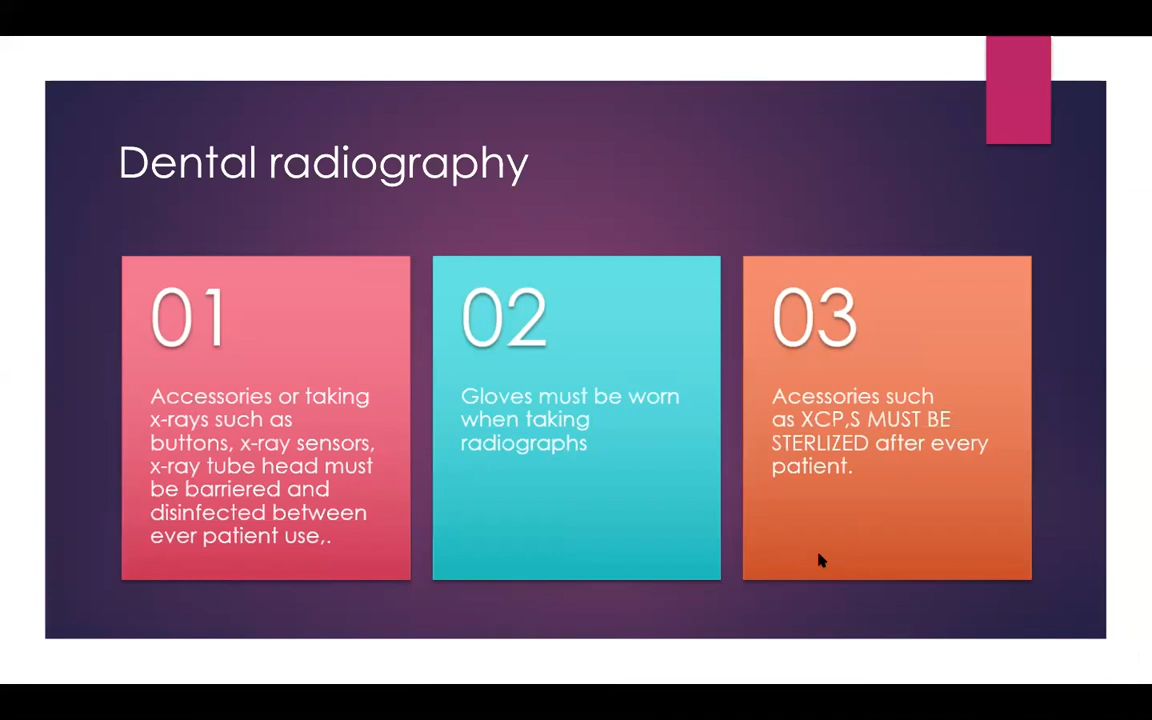 Dental radiography
01
Accessories or taking
x-rays such as
buttons, x-ray sensors,
x-ray tube head must
be barriered and
disinfected between
ever patient use,.
02
Gloves must be worn
when taking
radiographs
03
Acessories such
as XCP,S MUST BE
STERLIZED after every
patient.